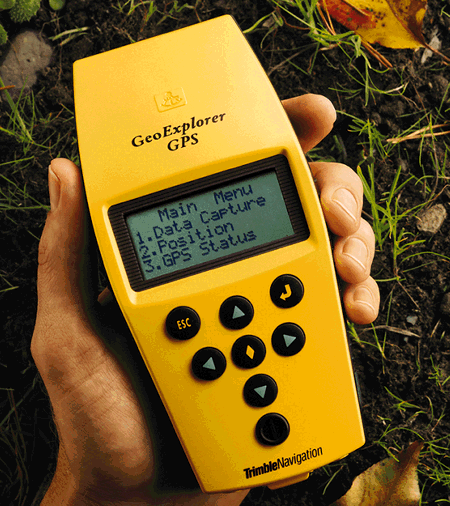 GeoExplorer
GPS
Main Menu
1.Data Capture
2.Position
3.GPS Status
ESC
TrimbleNavigation